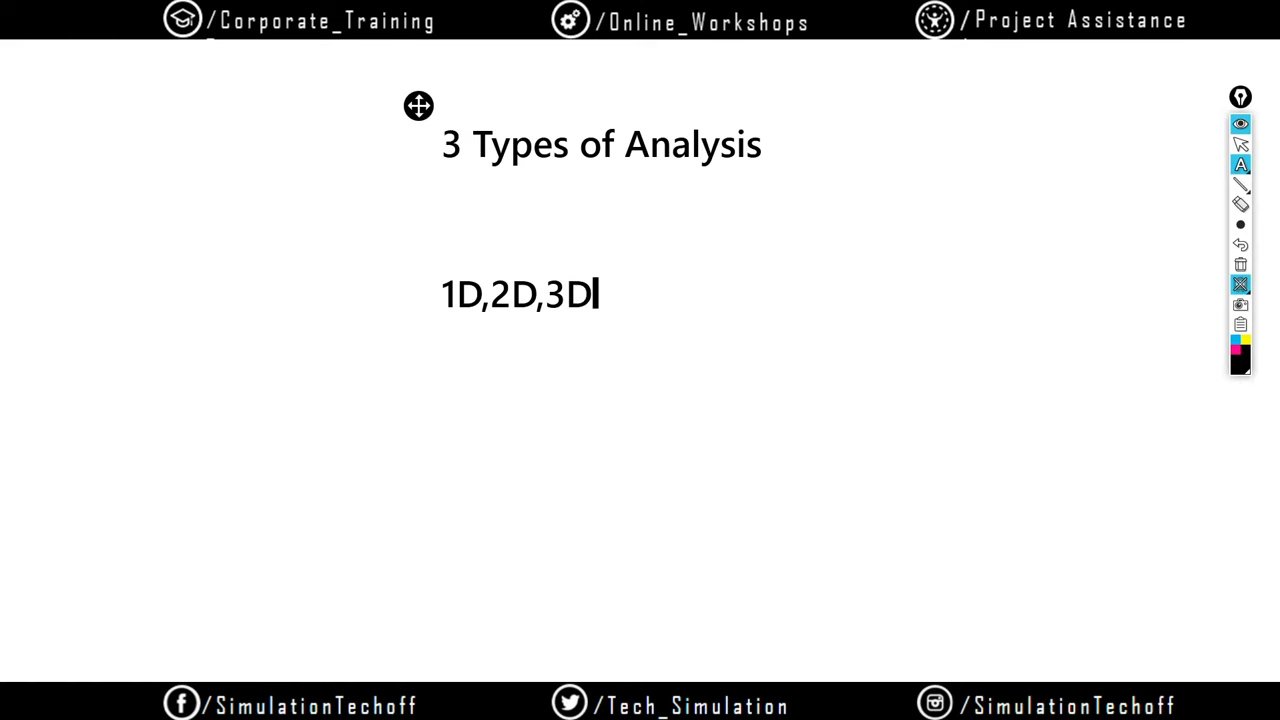 /Corporate_Training
/Online_Workshops
/Project Assistance
3 Types of Analysis
1D,2D,3D
A
/SimulationTechoff
/Tech_Simulation
/SimulationTechoff